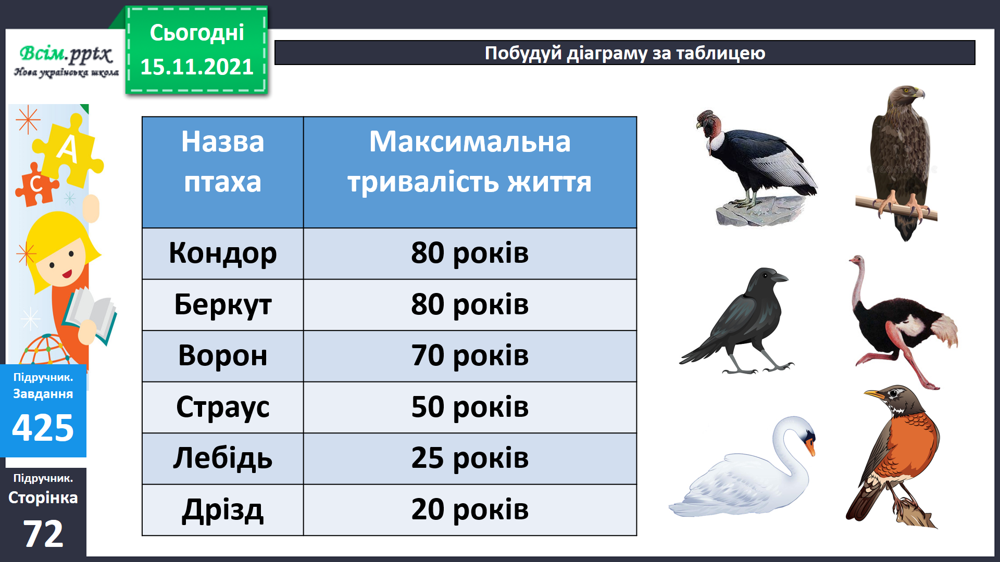 Всім.pptx
Нова українська школа
Сьогодні
15.11.2021
Побудуй діаграму за таблицею
Назва птаха
Максимальна тривалість життя
Кондор 80 років
Беркут 80 років
Ворон 70 років
Страус 50 років
Лебідь 25 років
Дрізд 20 років
А
С
dreamstime
Підручник.
Завдання
425
Підручник.
Сторінка
72